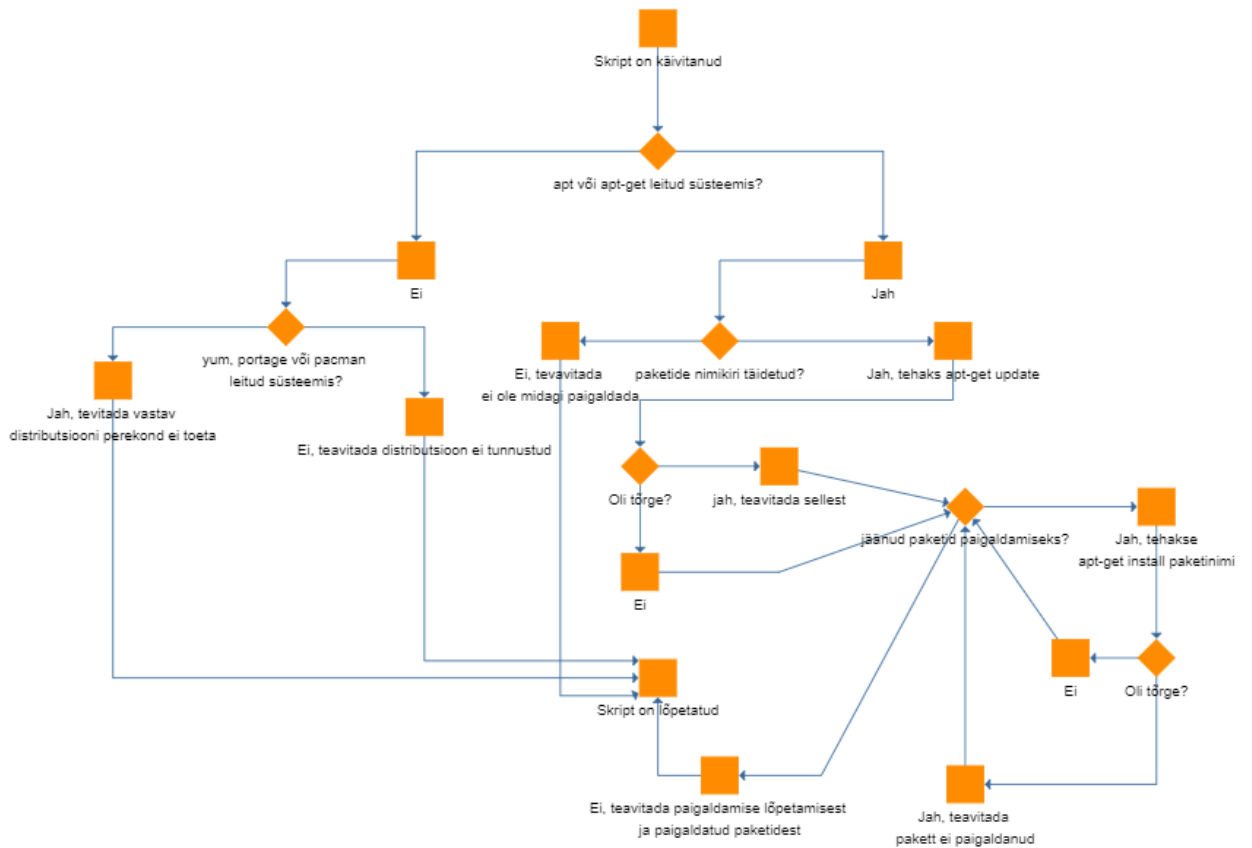 Skript on käivitanud
apt või apt-get leitud süsteemis?
Ei
Jah
yum, portage või pacman
leitud süsteemis?
Ei, tevavitada
ei ole midagi paigaldada
paketide nimikiri täidetud?
Jah, tehaks apt-get update
Jah, tevitada vastav
distributsiooni perekond ei toeta
Ei, teavitada distributsioon ei tunnustud
Oli tõrge?
jah, teavitada sellest
jäänud paketid paigaldamiseks?
Jah, tehakse
apt-get install paketinimi
Ei
Skript on lõpetatud
Ei
Oli tõrge?
Ei, teavitada paigaldamise lõpetamisest
ja paigaldatud paketidest
Jah, teavitada
pakett ei paigaldanud